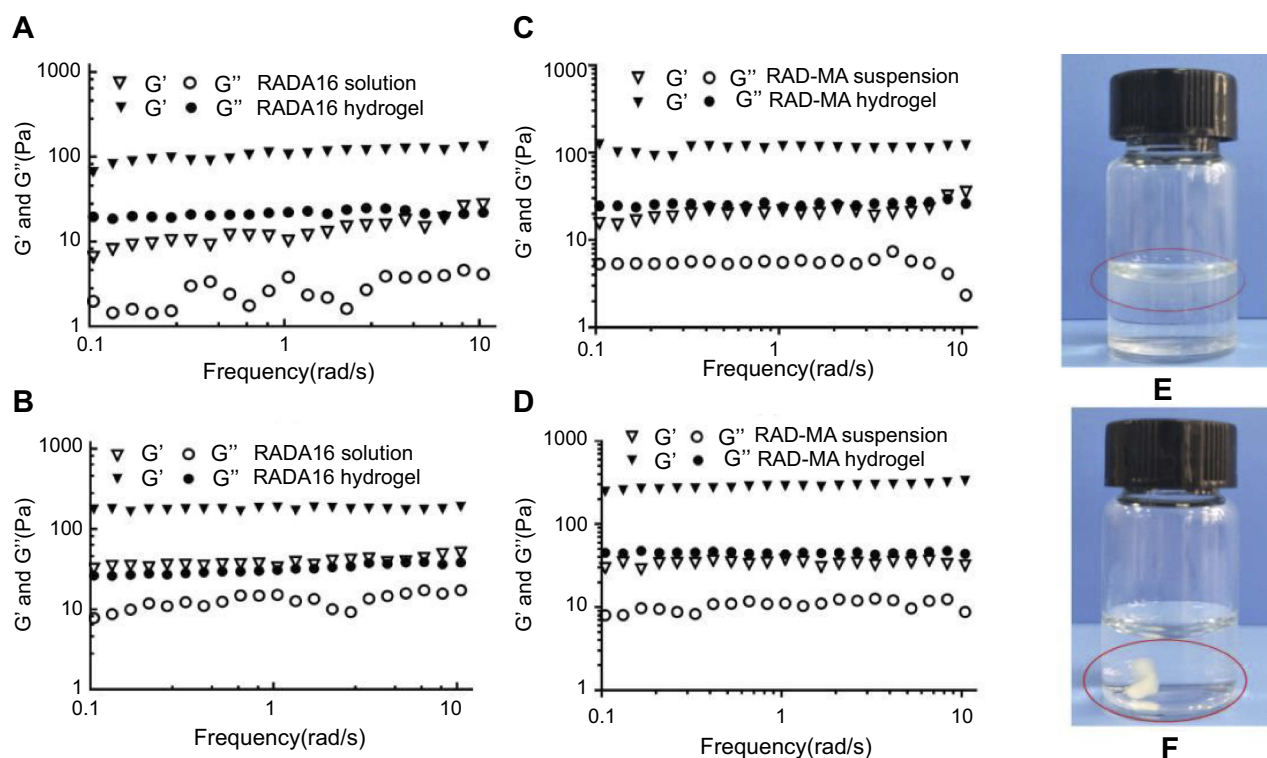 A
1000
G’ G’’ RADA16 solution
G’ G’’ RADA16 hydrogel
100
10
1
G’ and G’’(Pa)
0.1 1 10
Frequency(rad/s)
B
1000
G’ G’’ RADA16 solution
G’ G’’ RADA16 hydrogel
100
10
1
G’ and G’’(Pa)
0.1 1 10
Frequency(rad/s)
C
1000
G’ G’’ RAD-MA suspension
G’ G’’ RAD-MA hydrogel
100
10
1
G’ and G’’(Pa)
0.1 1 10
Frequency(rad/s)
D
1000
G’ G’’ RAD-MA suspension
G’ G’’ RAD-MA hydrogel
100
10
1
G’ and G’’(Pa)
0.1 1 10
Frequency(rad/s)
E
F